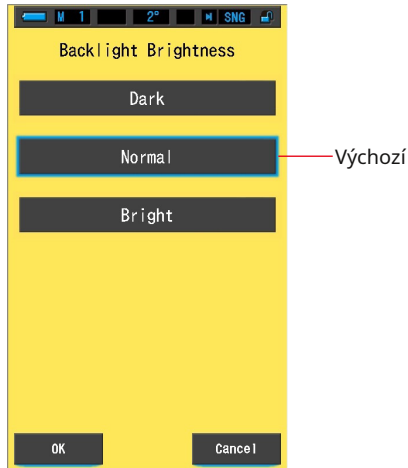 M 1 2° SNG
Backlight Brightness
Dark
Normal
Výchozí
Bright
OK Cancel